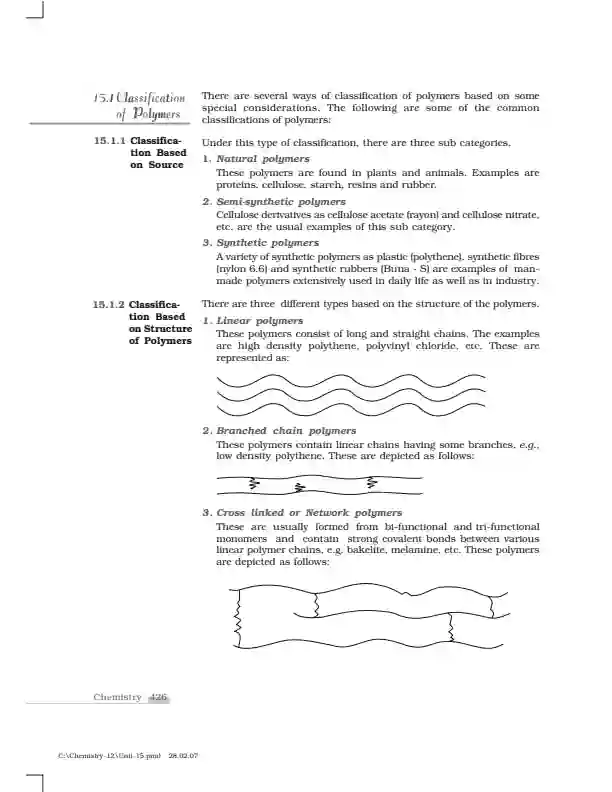 15.1 Classification
of Polymers
There are several ways of classification of polymers based on some
special considerations. The following are some of the common
classifications of polymers:
15.1.1 Classifica-
tion Based
on Source
Under this type of classification, there are three sub categories.
1. Natural polymers
These polymers are found in plants and animals. Examples are
proteins, cellulose, starch, resins and rubber.
2. Semi-synthetic polymers
Cellulose derivatives as cellulose acetate (rayon) and cellulose nitrate,
etc. are the usual examples of this sub category.
3. Synthetic polymers
A variety of synthetic polymers as plastic (polythene), synthetic fibres
(nylon 6,6) and synthetic rubbers (Buna - S) are examples of man-
made polymers extensively used in daily life as well as in industry.
15.1.2 Classifica-
tion Based
on Structure
of Polymers
There are three different types based on the structure of the polymers.
1. Linear polymers
These polymers consist of long and straight chains. The examples
are high density polythene, polyvinyl chloride, etc. These are
represented as:
2. Branched chain polymers
These polymers contain linear chains having some branches, e.g.,
low density polythene. These are depicted as follows:
3. Cross linked or Network polymers
These are usually formed from bi-functional and tri-functional
monomers and contain strong covalent bonds between various
linear polymer chains, e.g. bakelite, melamine, etc. These polymers
are depicted as follows:
Chemistry 426
C:\Chemistry-12\Unit-15.pmd 28.02.07